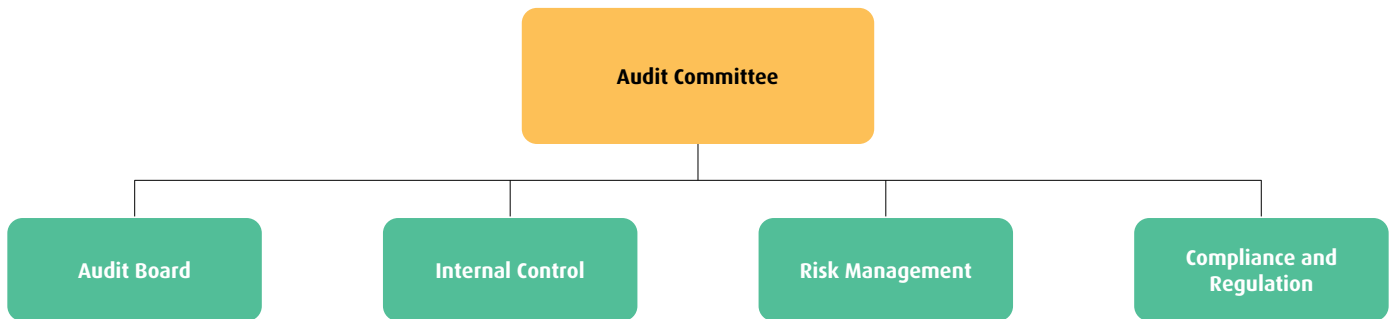 Audit Committee
Audit Board
Internal Control
Risk Management
Compliance and
Regulation